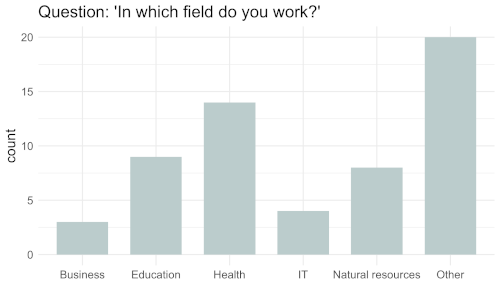 Question: 'In which field do you work?'
count
20
15
10
5
0
Business Education Health IT Natural resources Other